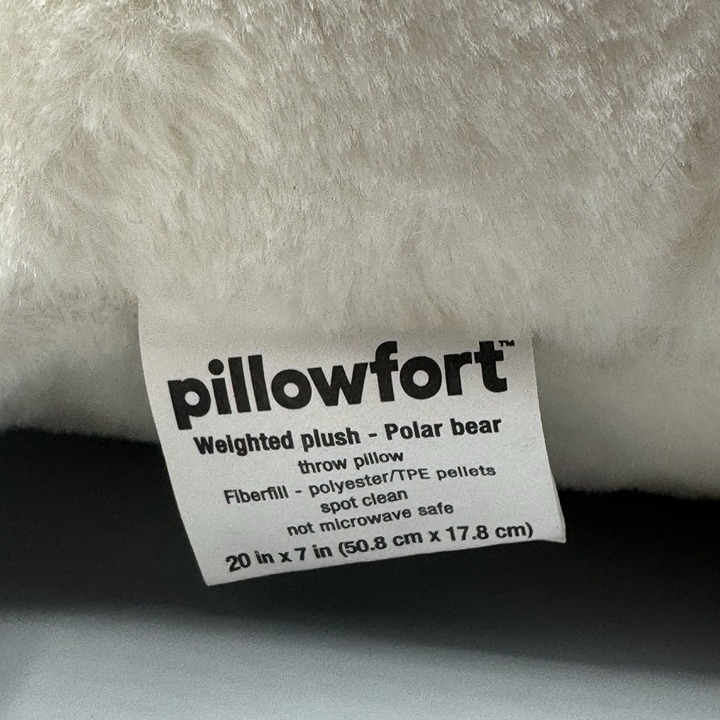 pillowfort™
Weighted plush - Polar bear
throw pillow
Fiberfill - polyester/TPE pellets
spot clean
not microwave safe
20 in x 7 in (50.8 cm x 17.8 cm)